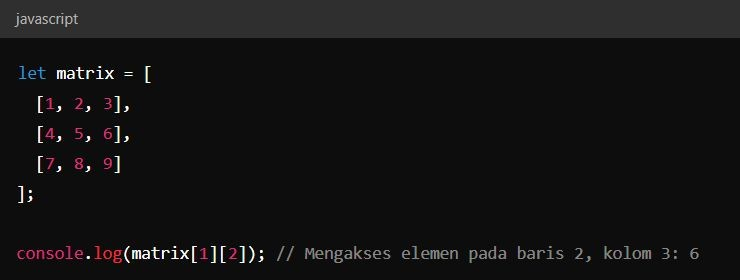 javascript
let matrix = [
  [1, 2, 3],
  [4, 5, 6],
  [7, 8, 9]
];
console.log(matrix[1][2]); // Mengakses elemen pada baris 2, kolom 3: 6